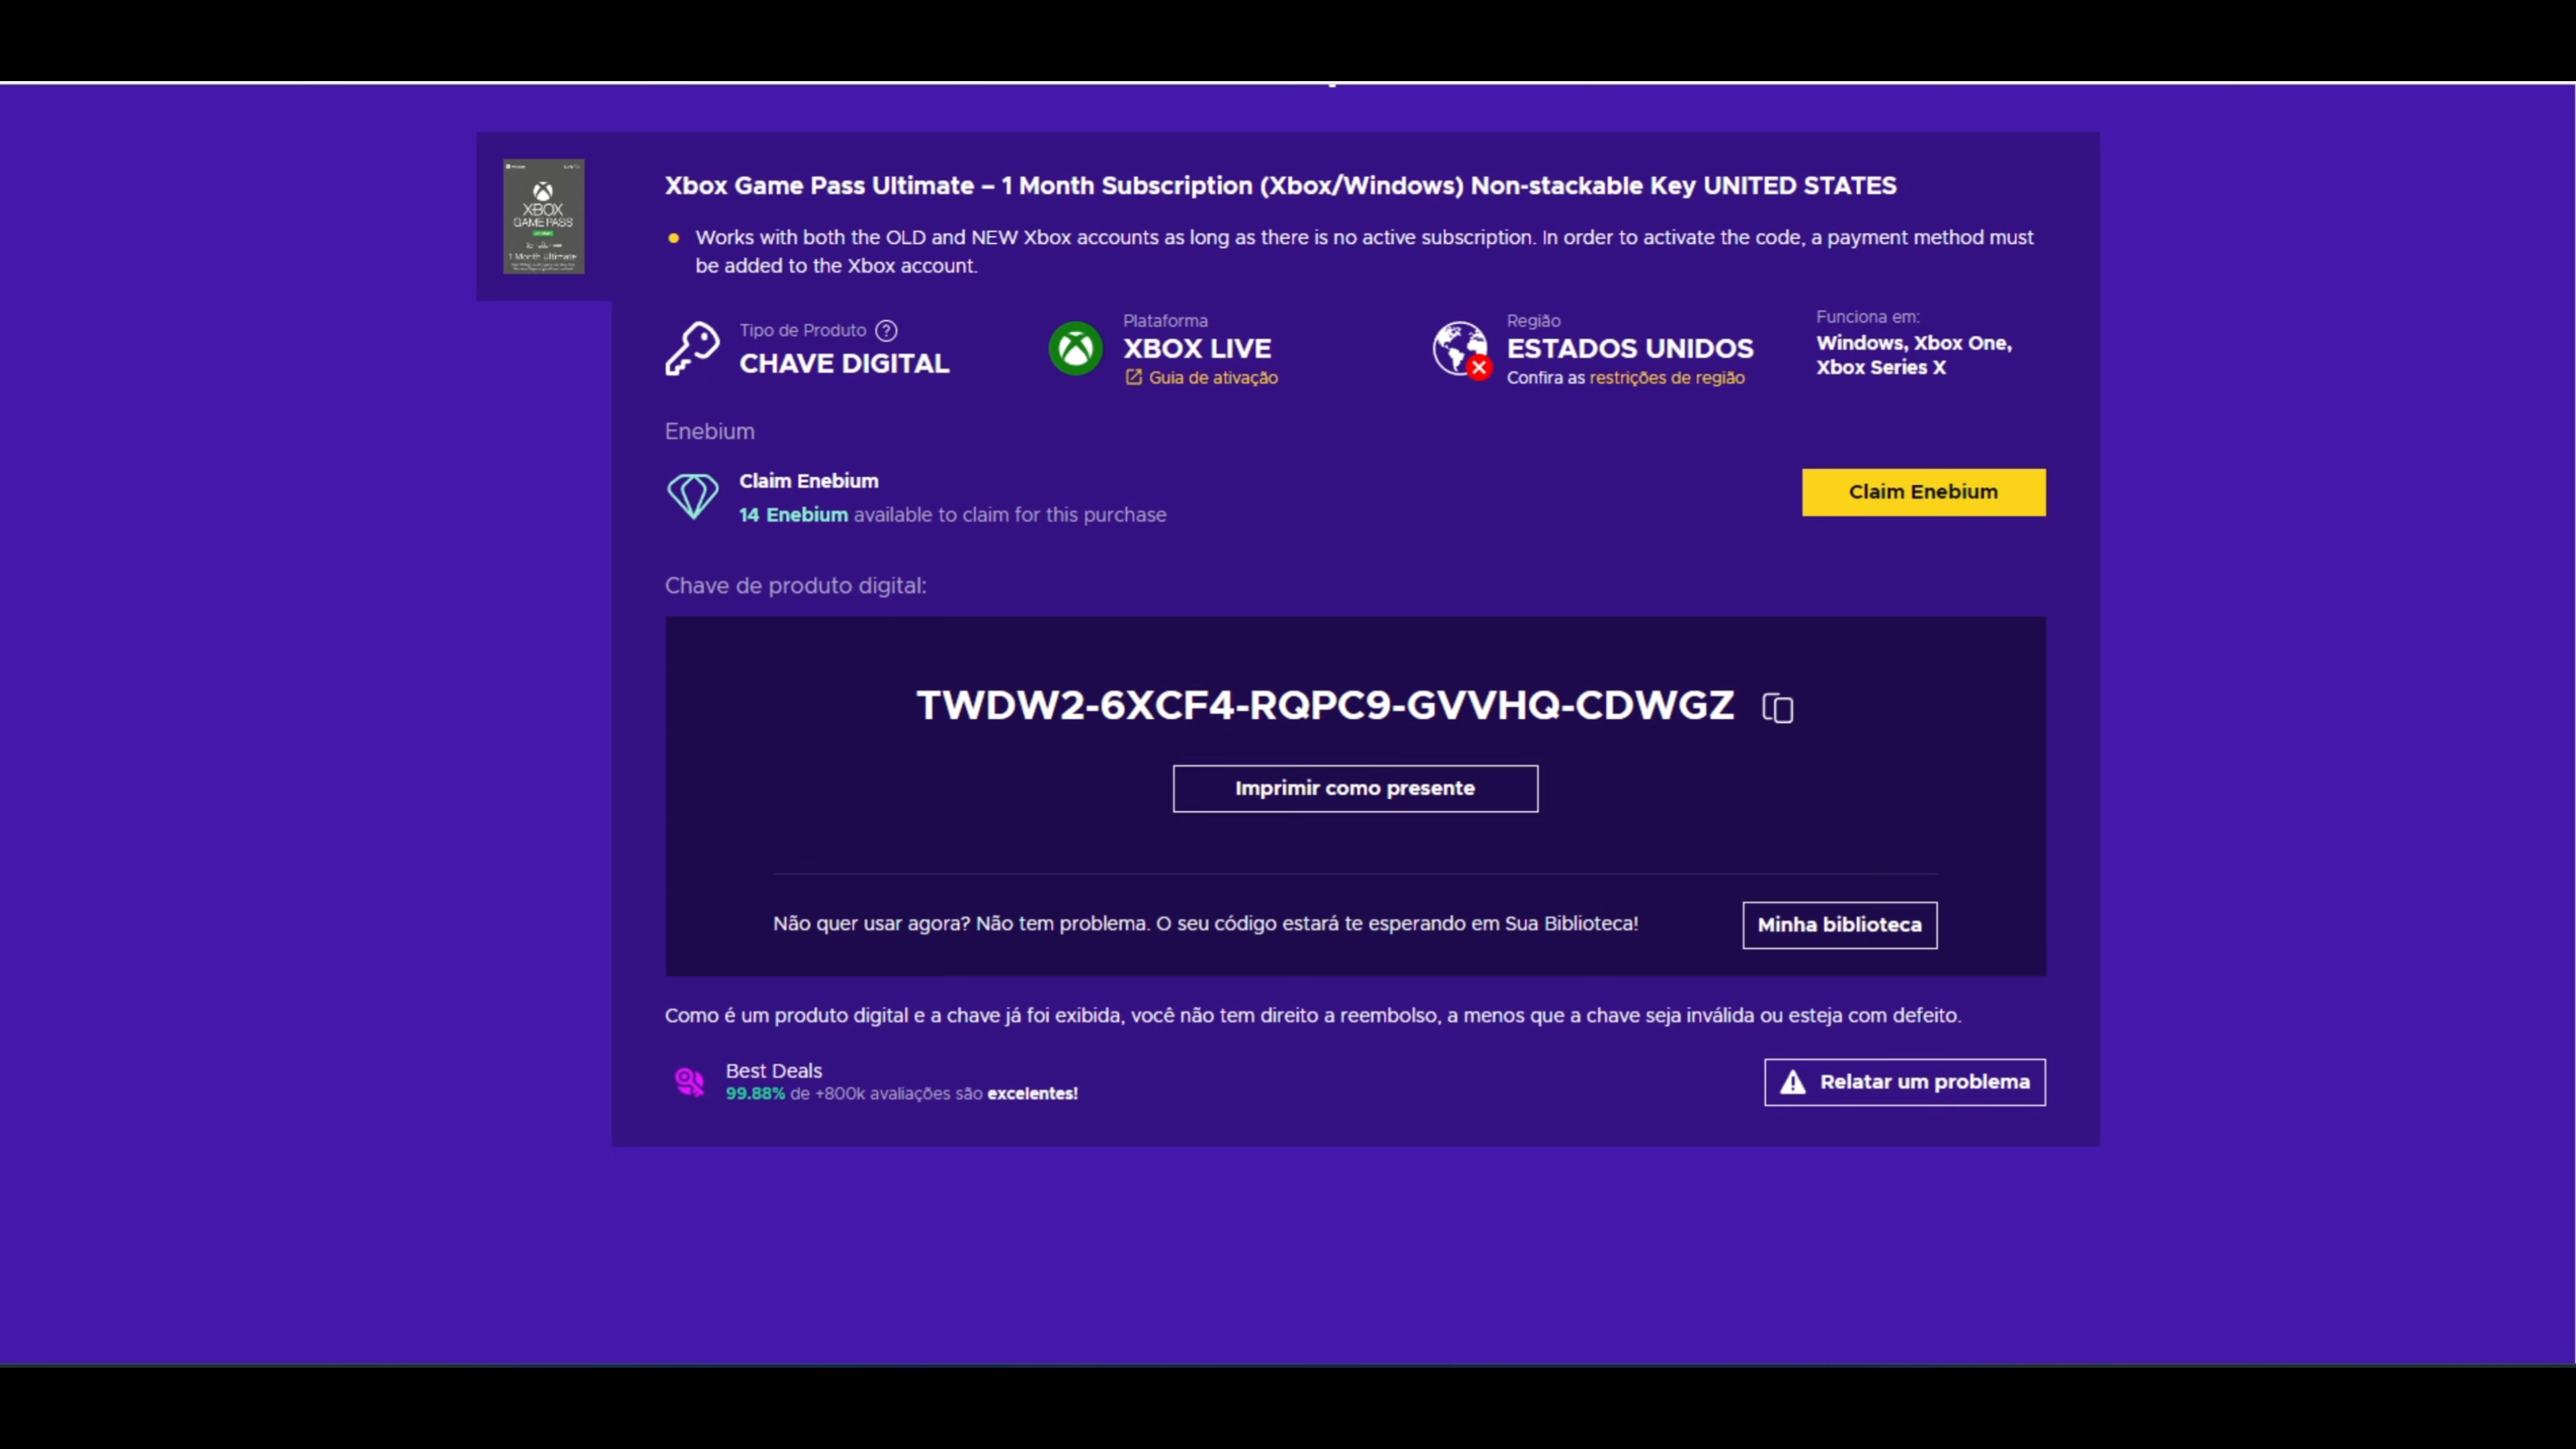 XBOX
GAME PASS
1 Month Ultimate
Xbox Game Pass Ultimate – 1 Month Subscription (Xbox/Windows) Non-stackable Key UNITED STATES
Works with both the OLD and NEW Xbox accounts as long as there is no active subscription. In order to activate the code, a payment method must
be added to the Xbox account.
Tipo de Produto ?
CHAVE DIGITAL
Plataforma
XBOX LIVE
Guia de ativação
Região
ESTADOS UNIDOS
Confira as restrições de região
Funciona em:
Windows, Xbox One,
Xbox Series X
Enebium
Claim Enebium
14 Enebium available to claim for this purchase
Claim Enebium
Chave de produto digital:
TWDW2-6XCF4-RQPC9-GVVHQ-CDWGZ
Imprimir como presente
Não quer usar agora? Não tem problema. O seu código estará te esperando em Sua Biblioteca!
Minha biblioteca
Como é um produto digital e a chave já foi exibida, você não tem direito a reembolso, a menos que a chave seja inválida ou esteja com defeito.
Best Deals
99.88% de +800k avaliações são excelentes!
Relatar um problema